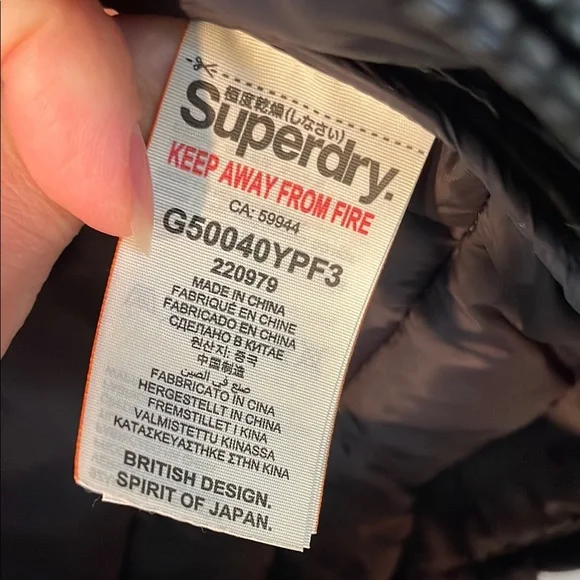 極度乾燥(しなさい)
Superdry.
KEEP AWAY FROM FIRE
CA: 59944
G50040YPF3
220979
MADE IN CHINA
FABRIQUÉ EN CHINE
FABRICADO EN CHINA
СДЕЛАНО В КИТАЕ
원산지: 중국
中国制造
صنع في الصين
FABBRICATO IN CINA
HERGESTELLT IN CHINA
FREMSTILLET I KINA
VALMISTETTU KIINASSA
ΚΑΤΑΣΚΕΥΑΣΤΗΚΕ ΣΤΗΝ ΚΙΝΑ
BRITISH DESIGN.
SPIRIT OF JAPAN.